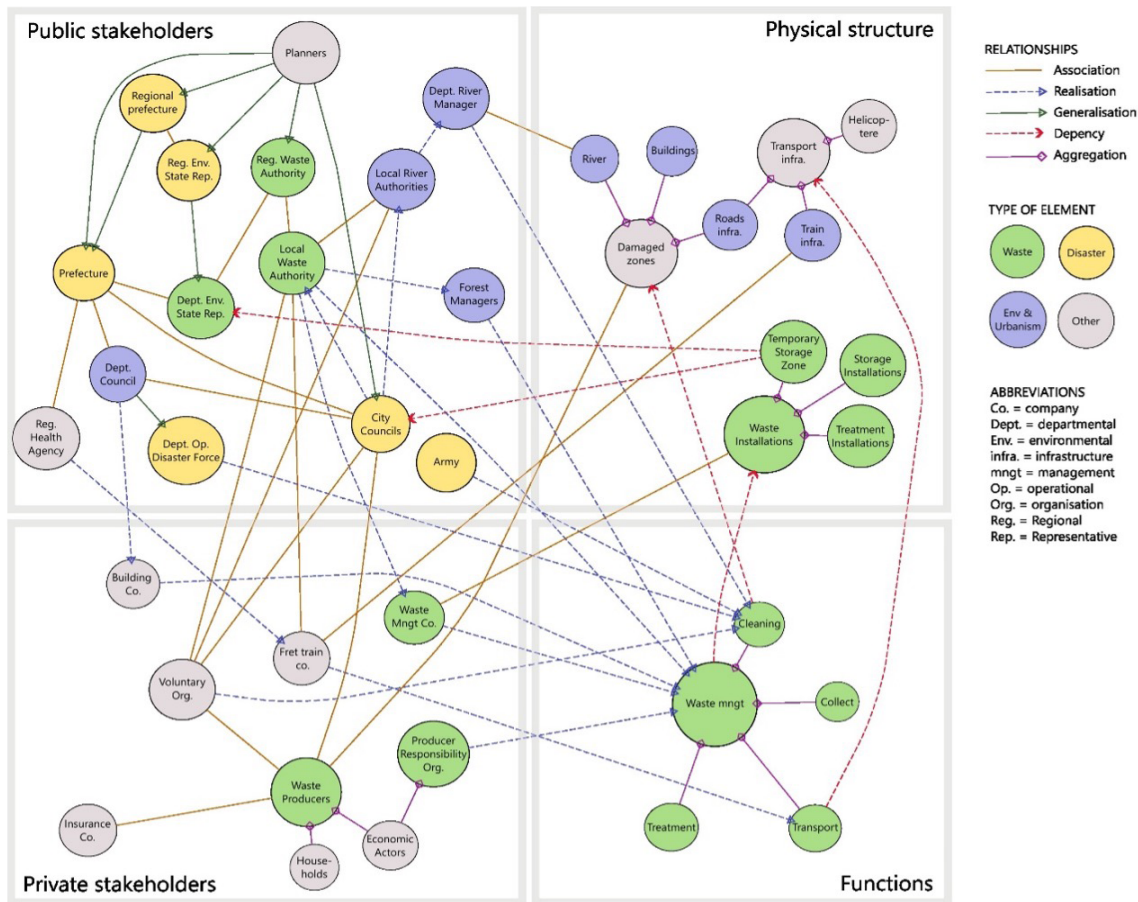 Public stakeholders
Planners
Regional
prefecture
Reg. Env.
State Rep.
Reg. Waste
Authority
Dept. River
Manager
Local River
Authorities
Local
Waste
Authority
Prefecture
Dept. Env.
State Rep.
Forest
Managers
Dept.
Council
Reg.
Health
Agency
Dept. Op.
Disaster Force
City
Councils
Army
Physical structure
Helicop-
tere
Transport
infra.
River
Buildings
Roads
infra.
Train
infra.
Damaged
zones
Temporary
Storage
Zone
Storage
Installations
Waste
Installations
Treatment
Installations
Building
Co.
Waste
Mngt Co.
Fret train
co.
Voluntary
Org.
Producer
Responsibility
Org.
Waste
Producers
Insurance
Co.
Economic
Actors
House-
holds
Private stakeholders
Cleaning
Waste mngt
Collect
Treatment
Transport
Functions
RELATIONSHIPS
Association
Realisation
Generalisation
Depency
Aggregation
TYPE OF ELEMENT
Waste
Disaster
Env &
Urbanism
Other
ABBREVIATIONS
Co. = company
Dept. = departmental
Env. = environmental
infra. = infrastructure
mngt = management
Op. = operational
Org. = organisation
Reg. = Regional
Rep. = Representative